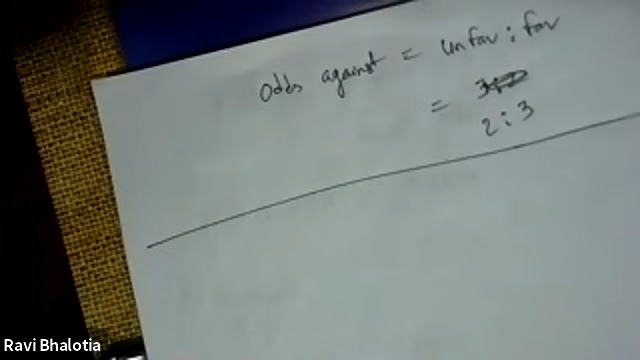 odds against = unfav : fav
=
2 : 3
Ravi Bhalotia